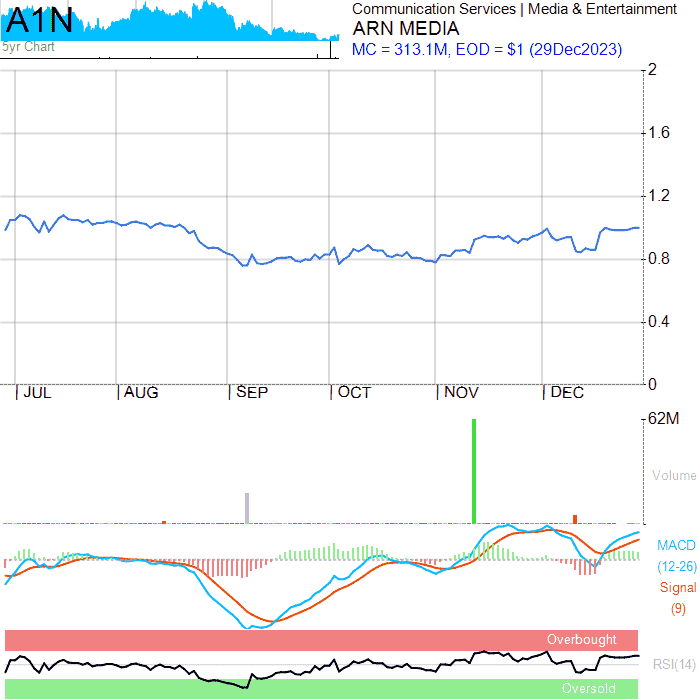 A1N
5yr Chart
Communication Services | Media & Entertainment
ARN MEDIA
MC = 313.1M, EOD = $1 (29Dec2023)
2
1.6
1.2
0.8
0.4
0
JUL AUG SEP OCT NOV DEC
62M
Volume
MACD
(12-26)
Signal
(9)
Overbought
RSI(14)
Oversold